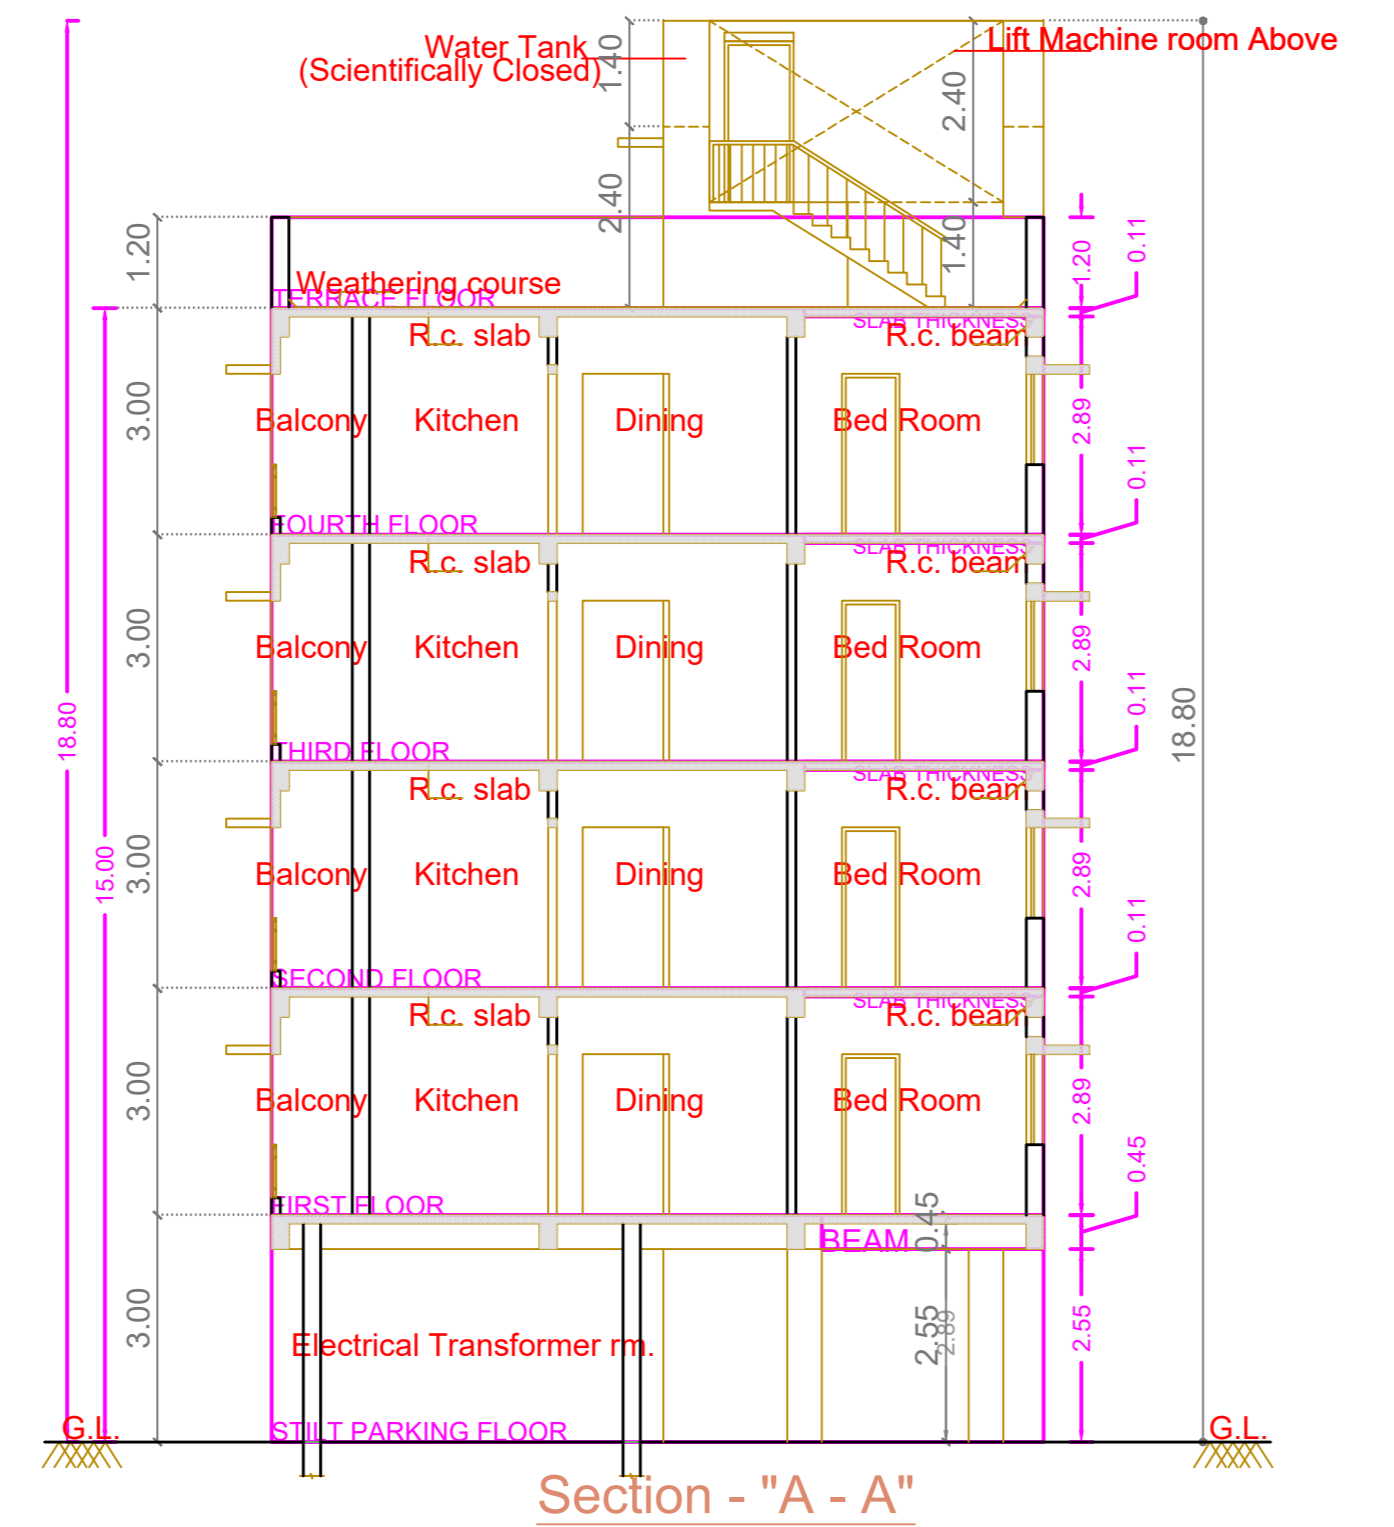 Water Tank
(Scientifically Closed)
1.40
2.40
Lift Machine room Above
2.40
1.40
1.20
Weathering course
TERRACE FLOOR
1.20
0.11
SLAB THICKNESS
R.c. slab
R.c. beam
3.00
Balcony
Kitchen
Dining
Bed Room
2.89
0.11
FOURTH FLOOR
SLAB THICKNESS
R.c. slab
R.c. beam
3.00
Balcony
Kitchen
Dining
Bed Room
2.89
0.11
18.80
18.80
THIRD FLOOR
SLAB THICKNESS
R.c. slab
R.c. beam
15.00
3.00
Balcony
Kitchen
Dining
Bed Room
2.89
0.11
SECOND FLOOR
SLAB THICKNESS
R.c. slab
R.c. beam
3.00
Balcony
Kitchen
Dining
Bed Room
2.89
0.45
FIRST FLOOR
BEAM
0.45
3.00
Electrical Transformer rm.
2.55
2.89
2.55
G.L.
STILT PARKING FLOOR
G.L.
Section - "A - A"